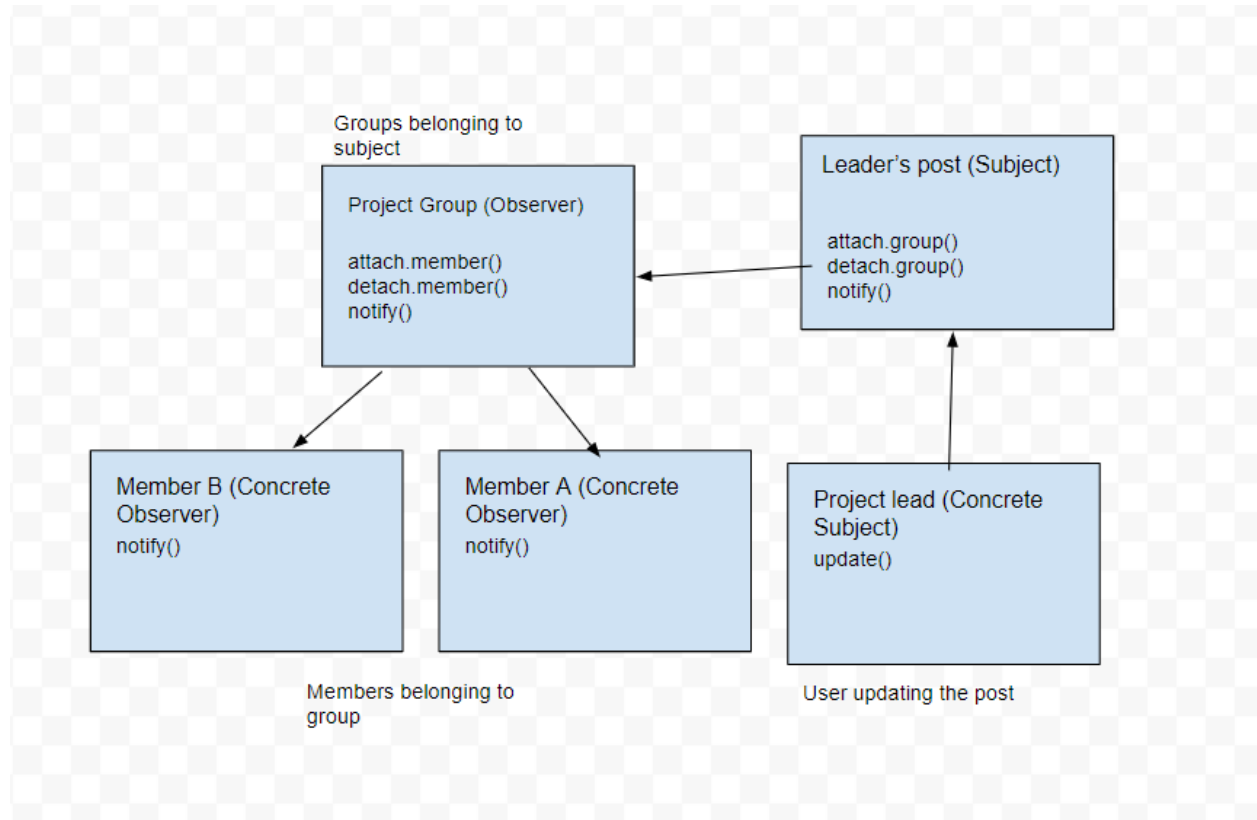 Groups belonging to
subject
Project Group (Observer)
attach.member()
detach.member()
notify()
Leader's post (Subject)
attach.group()
detach.group()
notify()
Member B (Concrete
Observer)
notify()
Member A (Concrete
Observer)
notify()
Project lead (Concrete
Subject)
update()
Members belonging to
group
User updating the post